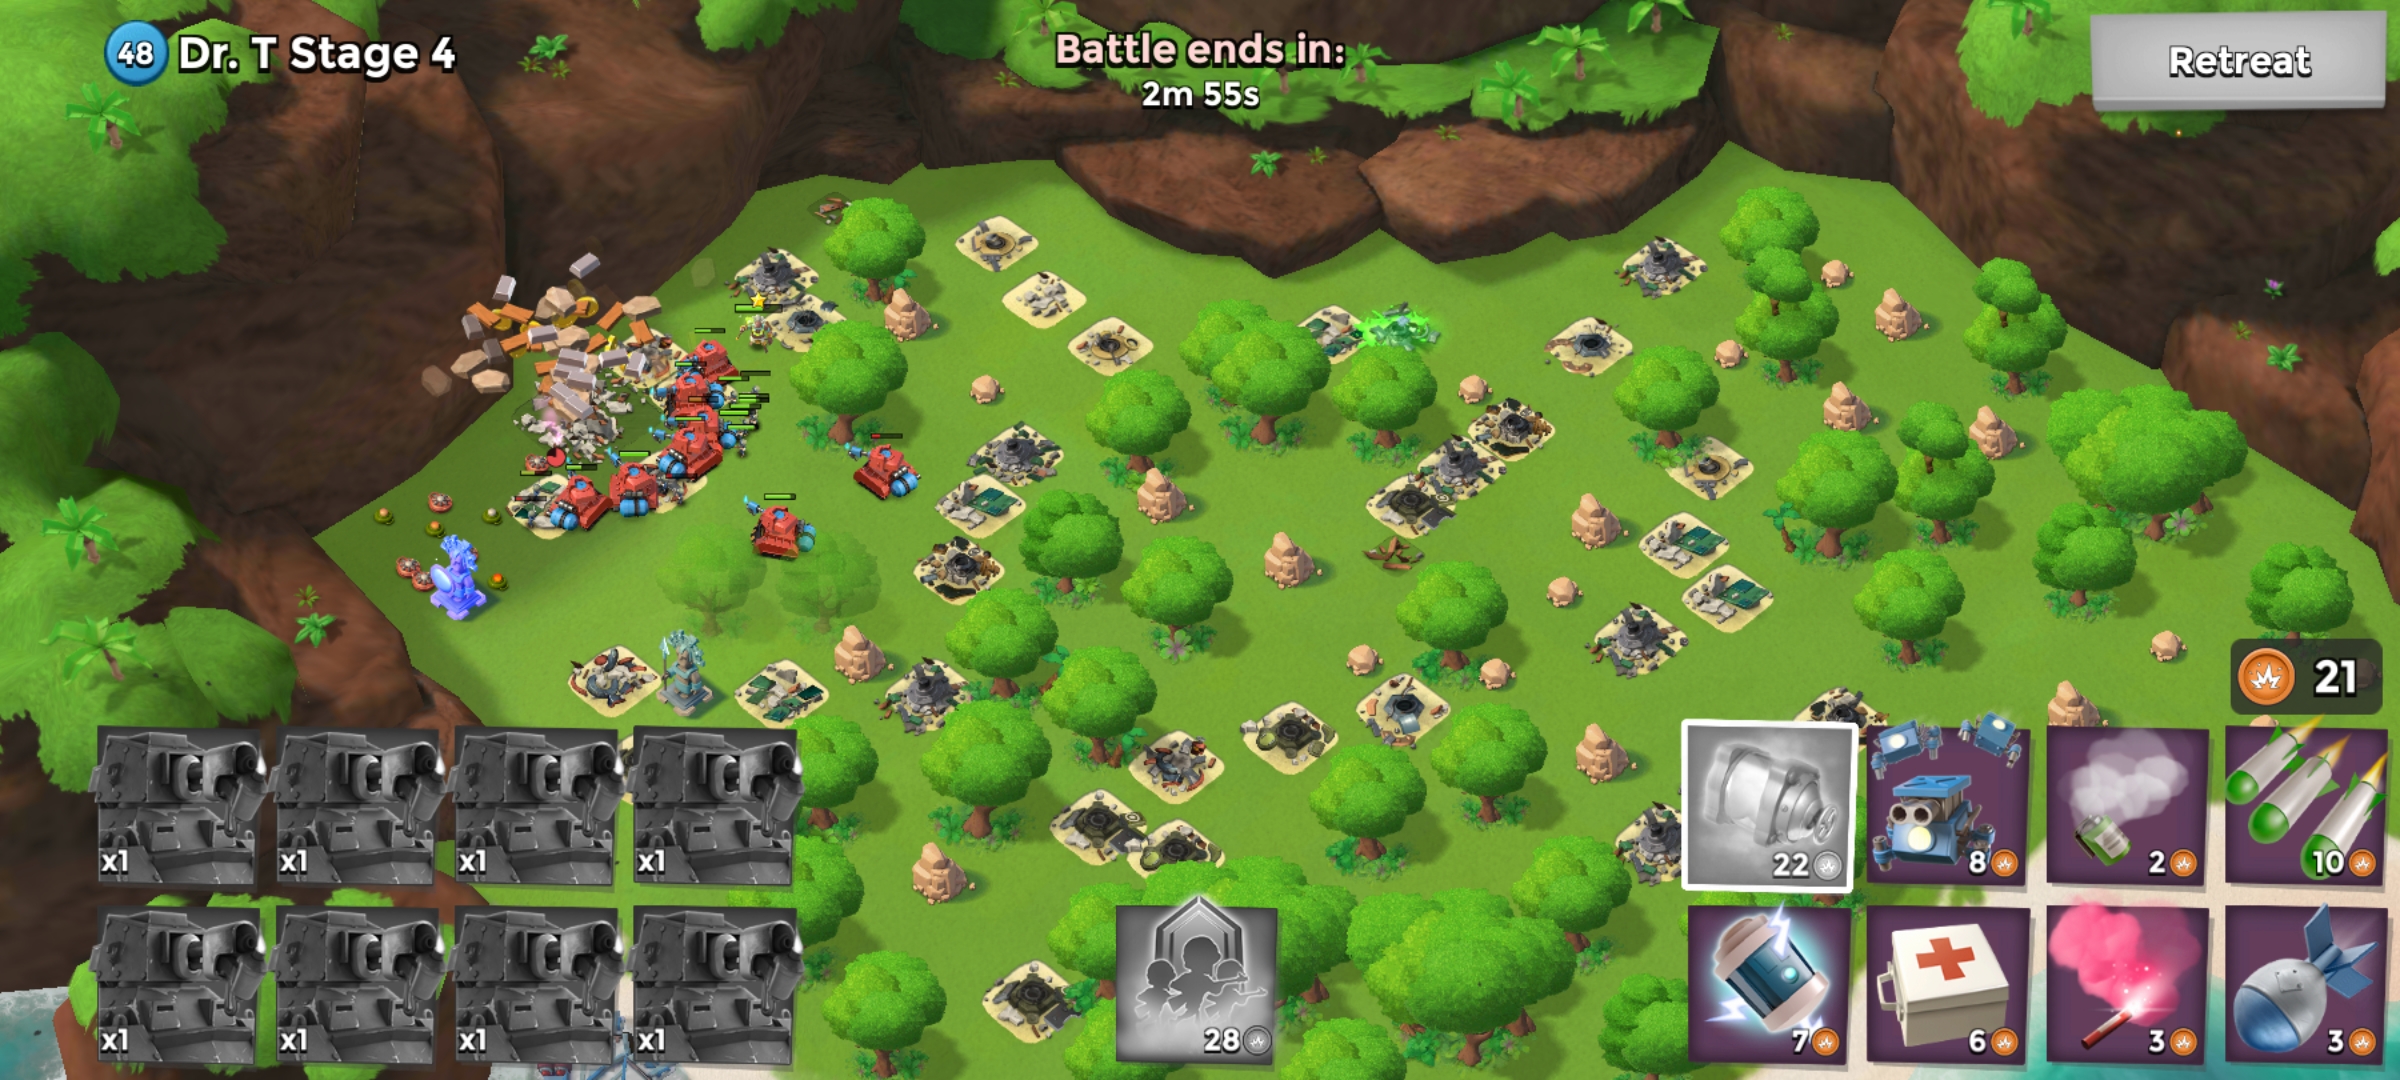 48 Dr. T Stage 4
Battle ends in:
2m 55s
Retreat
21
x1 x1 x1 x1
22 8 2 10
x1 x1 x1 x1
28
7 6 3 3